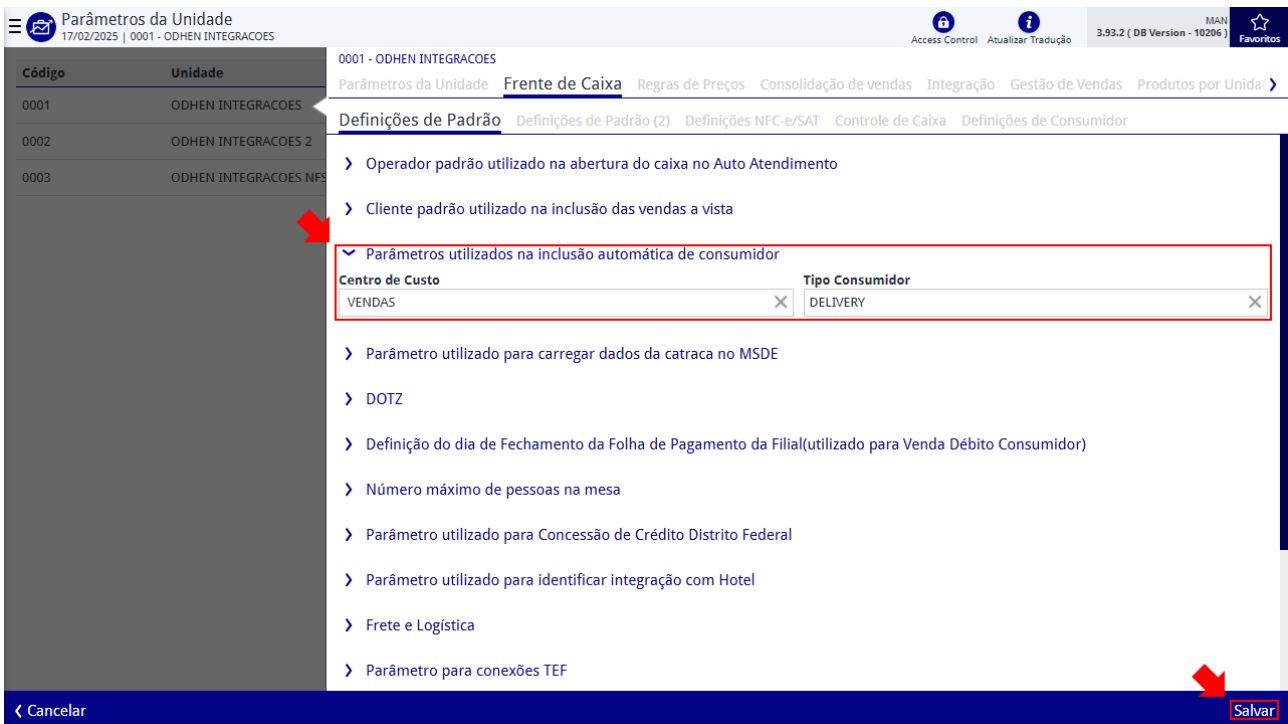 Parâmetros da Unidade
17/02/2025 | 0001 - ODHEN INTEGRACOES
Access Control
Atualizar Tradução
3.93.2 ( DB Version - 10206 )
MAN
Favoritos
Código
Unidade
0001
ODHEN INTEGRACOES
0002
ODHEN INTEGRACOES 2
0003
ODHEN INTEGRACOES NFS
0001 - ODHEN INTEGRACOES
Parâmetros da Unidade
Frente de Caixa
Regras de Preços
Consolidação de vendas
Integração
Gestão de Vendas
Produtos por Unida
Definições de Padrão
Definições de Padrão (2)
Definições NFC-e/SAT
Controle de Caixa
Definições de Consumidor
Operador padrão utilizado na abertura do caixa no Auto Atendimento
Cliente padrão utilizado na inclusão das vendas a vista
Parâmetros utilizados na inclusão automática de consumidor
Centro de Custo
Tipo Consumidor
VENDAS
DELIVERY
Parâmetro utilizado para carregar dados da catraca no MSDE
DOTZ
Definição do dia de Fechamento da Folha de Pagamento da Filial(utilizado para Venda Débito Consumidor)
Número máximo de pessoas na mesa
Parâmetro utilizado para Concessão de Crédito Distrito Federal
Parâmetro utilizado para identificar integração com Hotel
Frete e Logística
Parâmetro para conexões TEF
Cancelar
Salvar